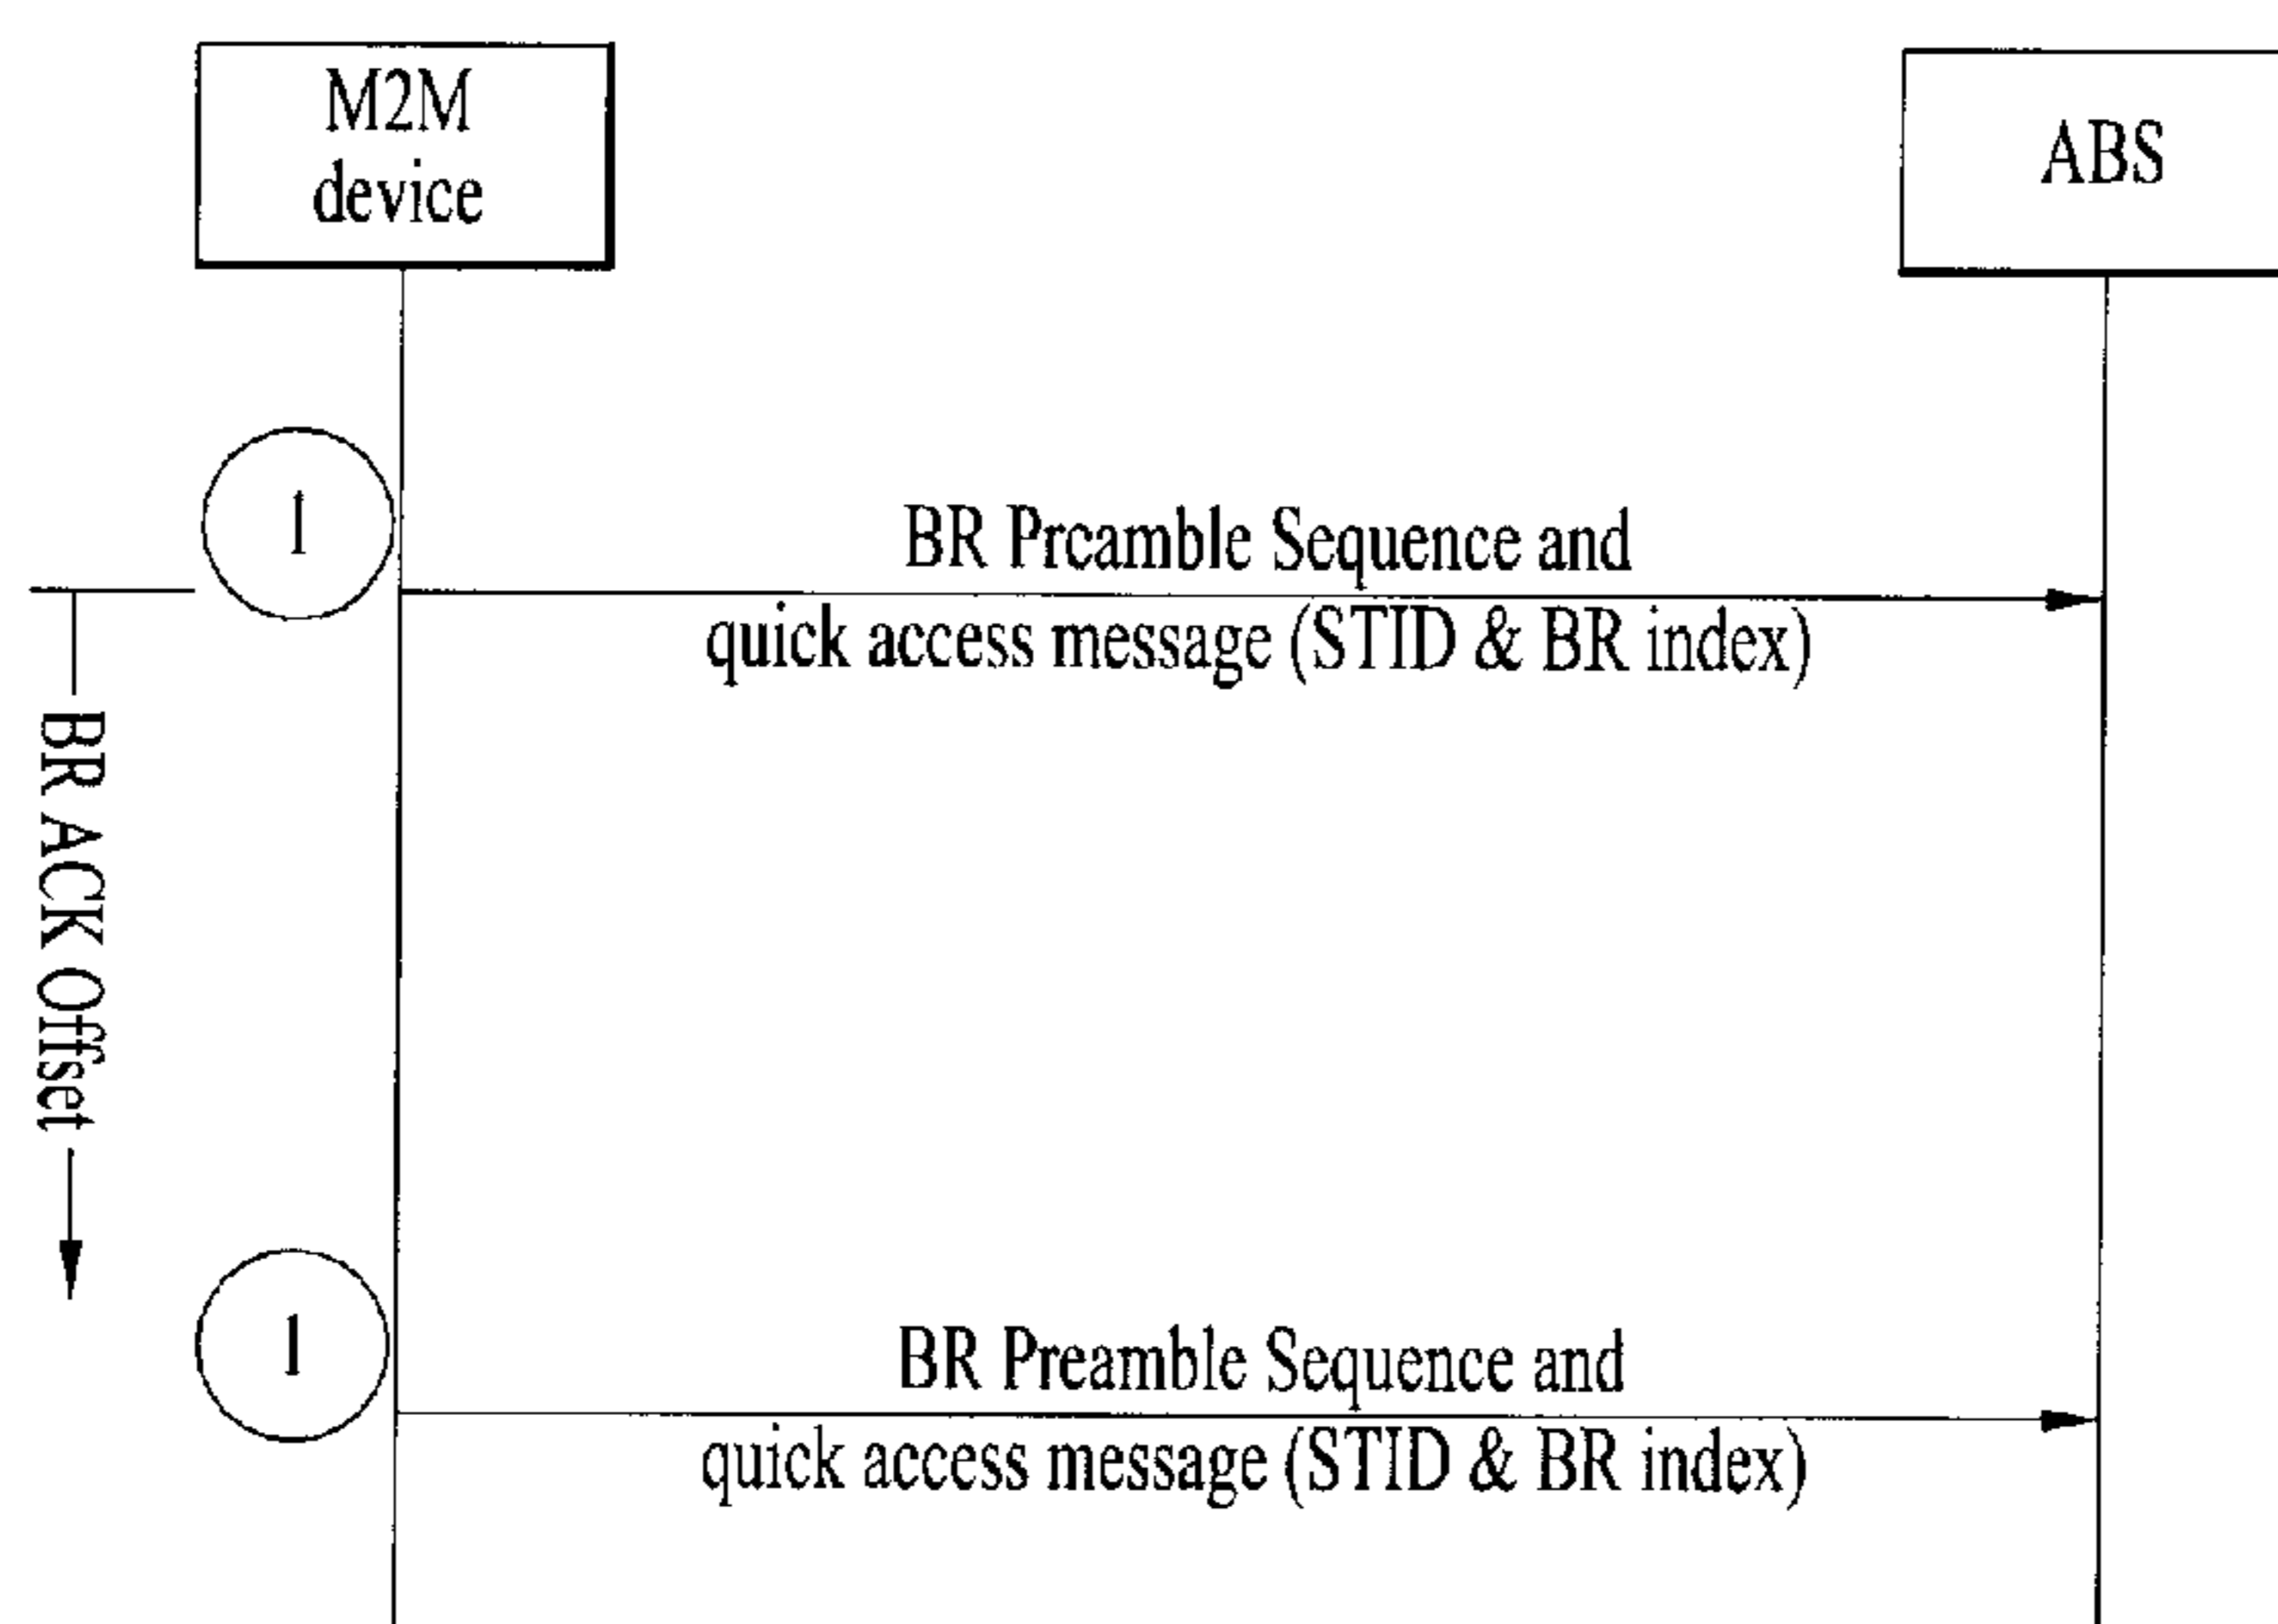 M2M
device
ABS
1
BR Prcamble Sequence and
quick access message (STID & BR index)
BR ACK Offset
1
BR Preamble Sequence and
quick access message (STID & BR index)